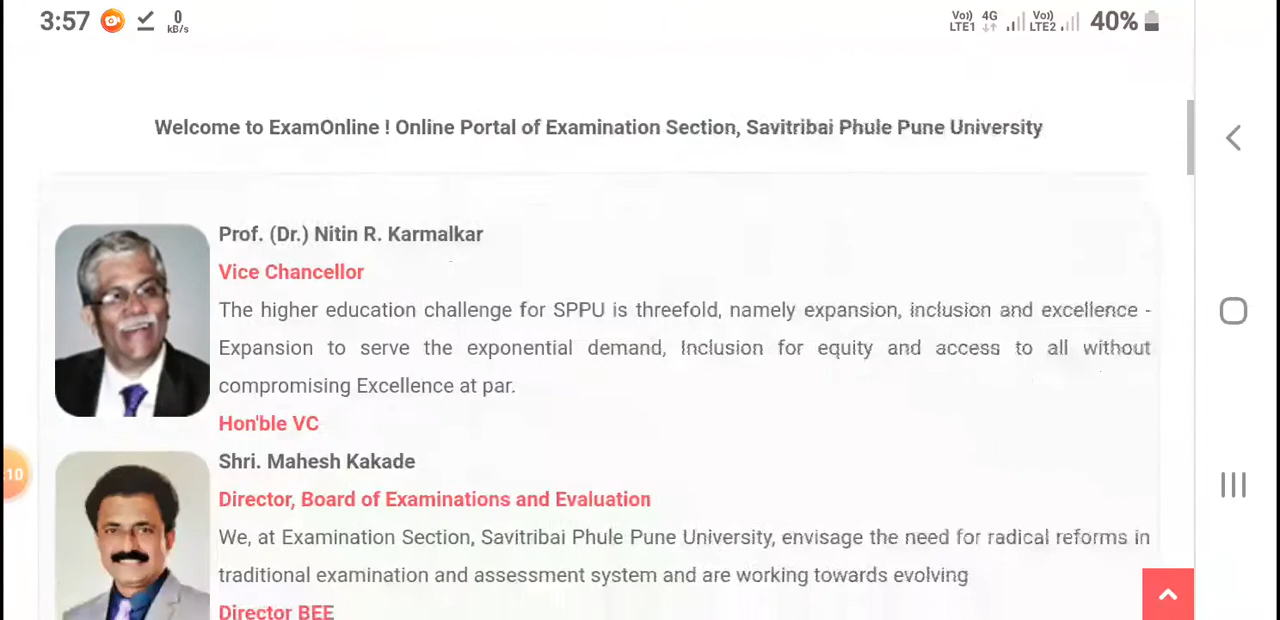 3:57 0 kB/s Vo) LTE1 4G Vo) LTE2 40%
Welcome to ExamOnline ! Online Portal of Examination Section, Savitribai Phule Pune University
Prof. (Dr.) Nitin R. Karmalkar
Vice Chancellor
The higher education challenge for SPPU is threefold, namely expansion, inclusion and excellence -
Expansion to serve the exponential demand, Inclusion for equity and access to all without
compromising Excellence at par.
Hon'ble VC
:10
Shri. Mahesh Kakade
Director, Board of Examinations and Evaluation
We, at Examination Section, Savitribai Phule Pune University, envisage the need for radical reforms in
traditional examination and assessment system and are working towards evolving
Director BEE